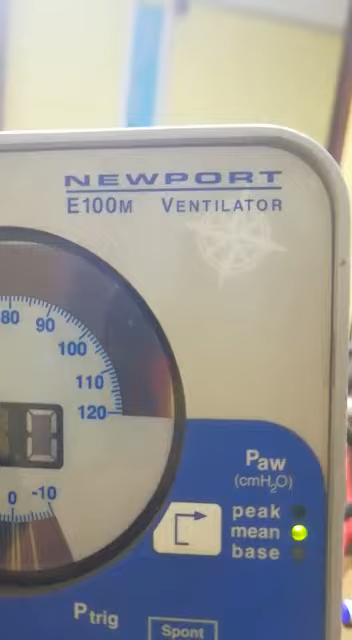 NEWPORT
E100M VENTILATOR
80
90
100
110
120
0
-10
Paw
(cmH₂O)
peak
mean
base
Ptrig
Spont